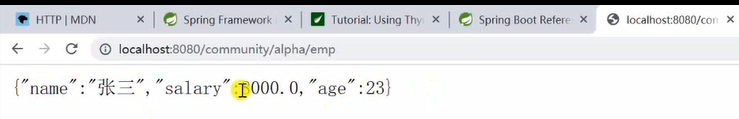 HTTP | MDN
Spring Framework
Tutorial: Using Thy
Spring Boot Refere
localhost:8080/con
localhost:8080/community/alpha/emp
{"name":"张三","salary": 000.0,"age":23}